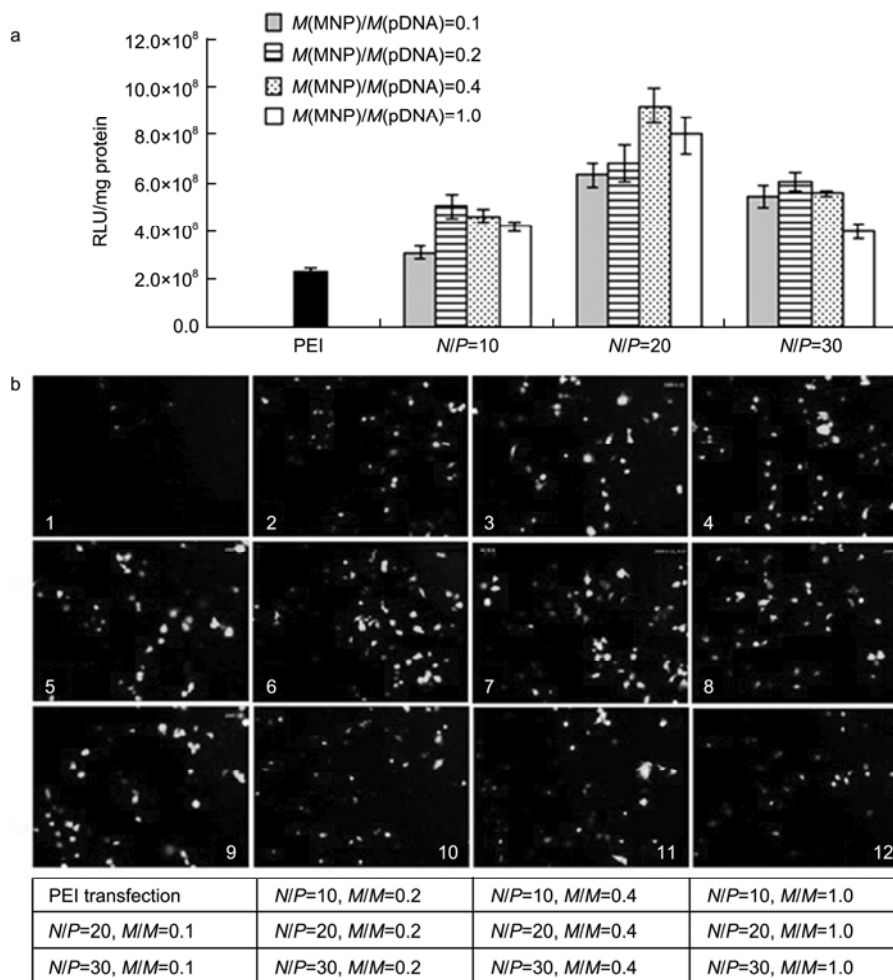 a
12.0×10⁸
10.0×10⁸
8.0×10⁸
6.0×10⁸
4.0×10⁸
2.0×10⁸
0.0
RLU/mg protein
M(MNP)/M(pDNA)=0.1
M(MNP)/M(pDNA)=0.2
M(MNP)/M(pDNA)=0.4
M(MNP)/M(pDNA)=1.0
PEI N/P=10 N/P=20 N/P=30
b
1 2 3 4
5 6 7 8
9 10 11 12
PEI transfection N/P=10, M/M=0.2 N/P=10, M/M=0.4 N/P=10, M/M=1.0
N/P=20, M/M=0.1 N/P=20, M/M=0.2 N/P=20, M/M=0.4 N/P=20, M/M=1.0
N/P=30, M/M=0.1 N/P=30, M/M=0.2 N/P=30, M/M=0.4 N/P=30, M/M=1.0